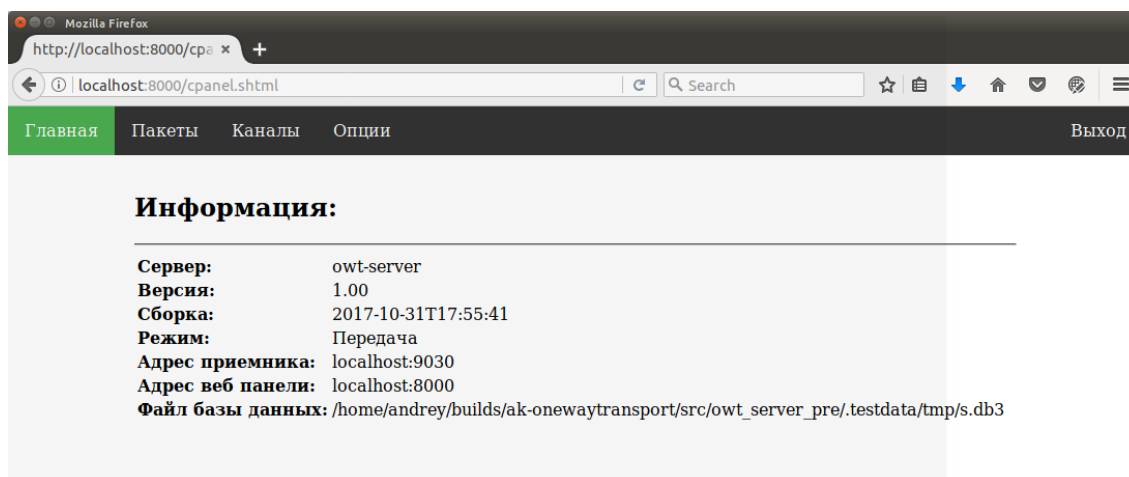 Mozilla Firefox
http://localhost:8000/cpa
localhost:8000/cpanel.shtml Search
Главная Пакеты Каналы Опции Выход
Информация:
Сервер: owt-server
Версия: 1.00
Сборка: 2017-10-31T17:55:41
Режим: Передача
Адрес приемника: localhost:9030
Адрес веб панели: localhost:8000
Файл базы данных: /home/andrey/builds/ak-onewaytransport/src/owt_server_pre/.testdata/tmp/s.db3